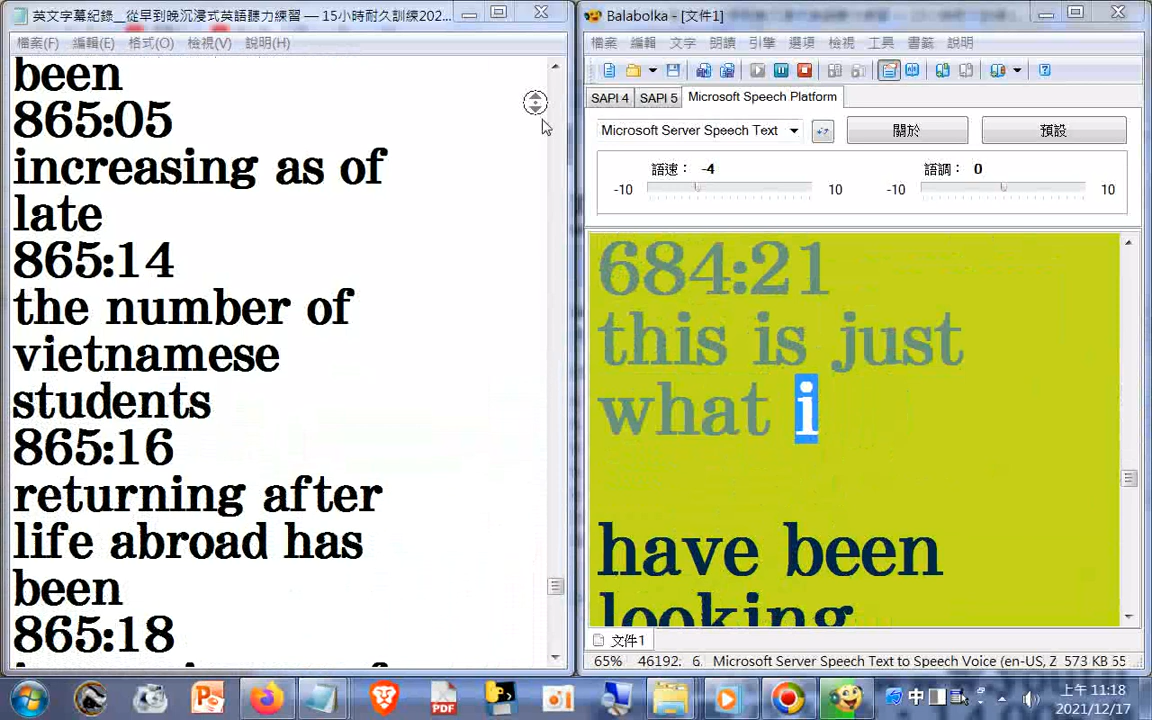 英文字幕紀錄__從早到晚沉浸式英語聽力練習 — 15小時耐久訓練202...
檔案(F) 編輯(E) 格式(O) 檢視(V) 說明(H)
been
865:05
increasing as of
late
865:14
the number of
vietnamese
students
865:16
returning after
life abroad has
been
865:18
Balabolka - [文件1]
檔案 編輯 文字 朗讀 引擎 選項 檢視 工具 書籤 說明
SAPI 4 SAPI 5 Microsoft Speech Platform
Microsoft Server Speech Text 關於 預設
語速： -4 語調： 0
-10 10 -10 10
684:21
this is just
what i
have been
looking
文件1
65% 46192: 6. Microsoft Server Speech Text to Speech Voice (en-US, Z 573 KB 55
PDF 中 上午 11:18
2021/12/17